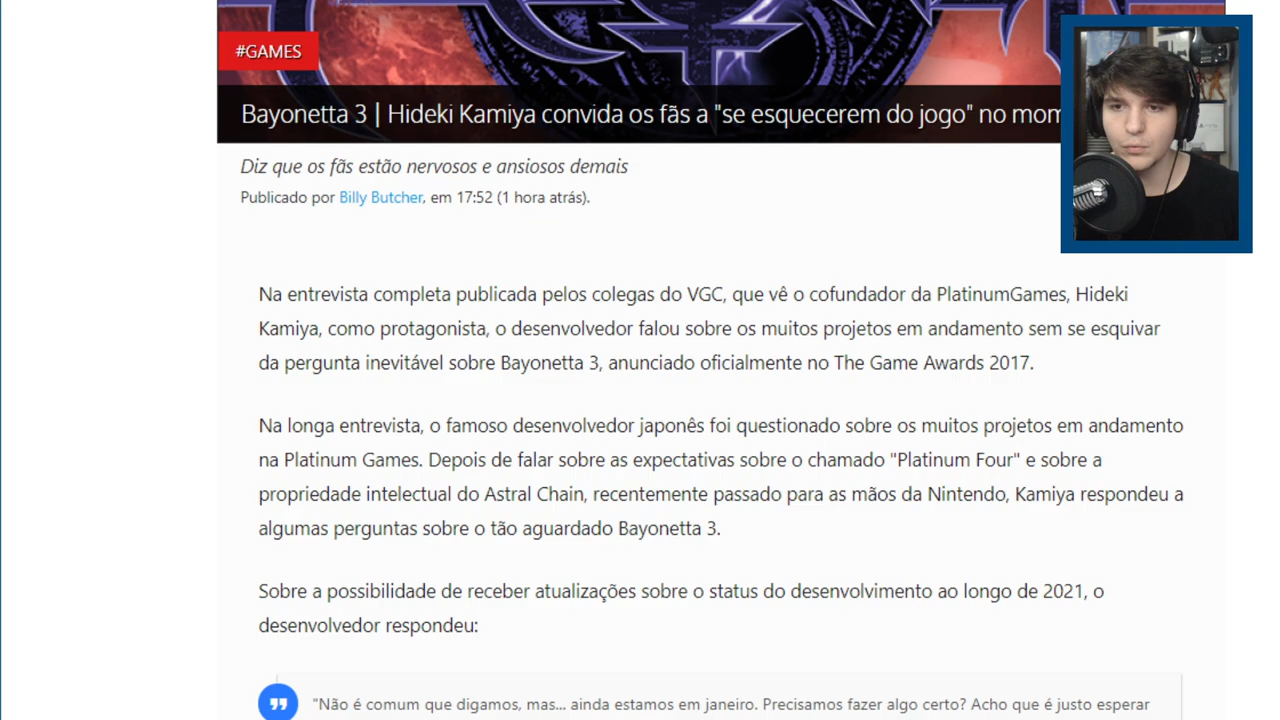 #GAMES
Bayonetta 3 | Hideki Kamiya convida os fãs a "se esquecerem do jogo" no mom
Diz que os fãs estão nervosos e ansiosos demais
Publicado por Billy Butcher, em 17:52 (1 hora atrás).
Na entrevista completa publicada pelos colegas do VGC, que vê o cofundador da PlatinumGames, Hideki
Kamiya, como protagonista, o desenvolvedor falou sobre os muitos projetos em andamento sem se esquivar
da pergunta inevitável sobre Bayonetta 3, anunciado oficialmente no The Game Awards 2017.
Na longa entrevista, o famoso desenvolvedor japonês foi questionado sobre os muitos projetos em andamento
na Platinum Games. Depois de falar sobre as expectativas sobre o chamado "Platinum Four" e sobre a
propriedade intelectual do Astral Chain, recentemente passado para as mãos da Nintendo, Kamiya respondeu a
algumas perguntas sobre o tão aguardado Bayonetta 3.
Sobre a possibilidade de receber atualizações sobre o status do desenvolvimento ao longo de 2021, o
desenvolvedor respondeu:
"Não é comum que digamos, mas... ainda estamos em janeiro. Precisamos fazer algo certo? Acho que é justo esperar